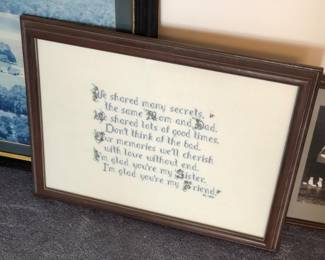 We shared many secrets,
the same Mom and Dad.
We shared lots of good times,
Don't think of the bad.
Our memories we'll cherish
with love without end.
I'm glad you're my Sister,
I'm glad you're my Friend.